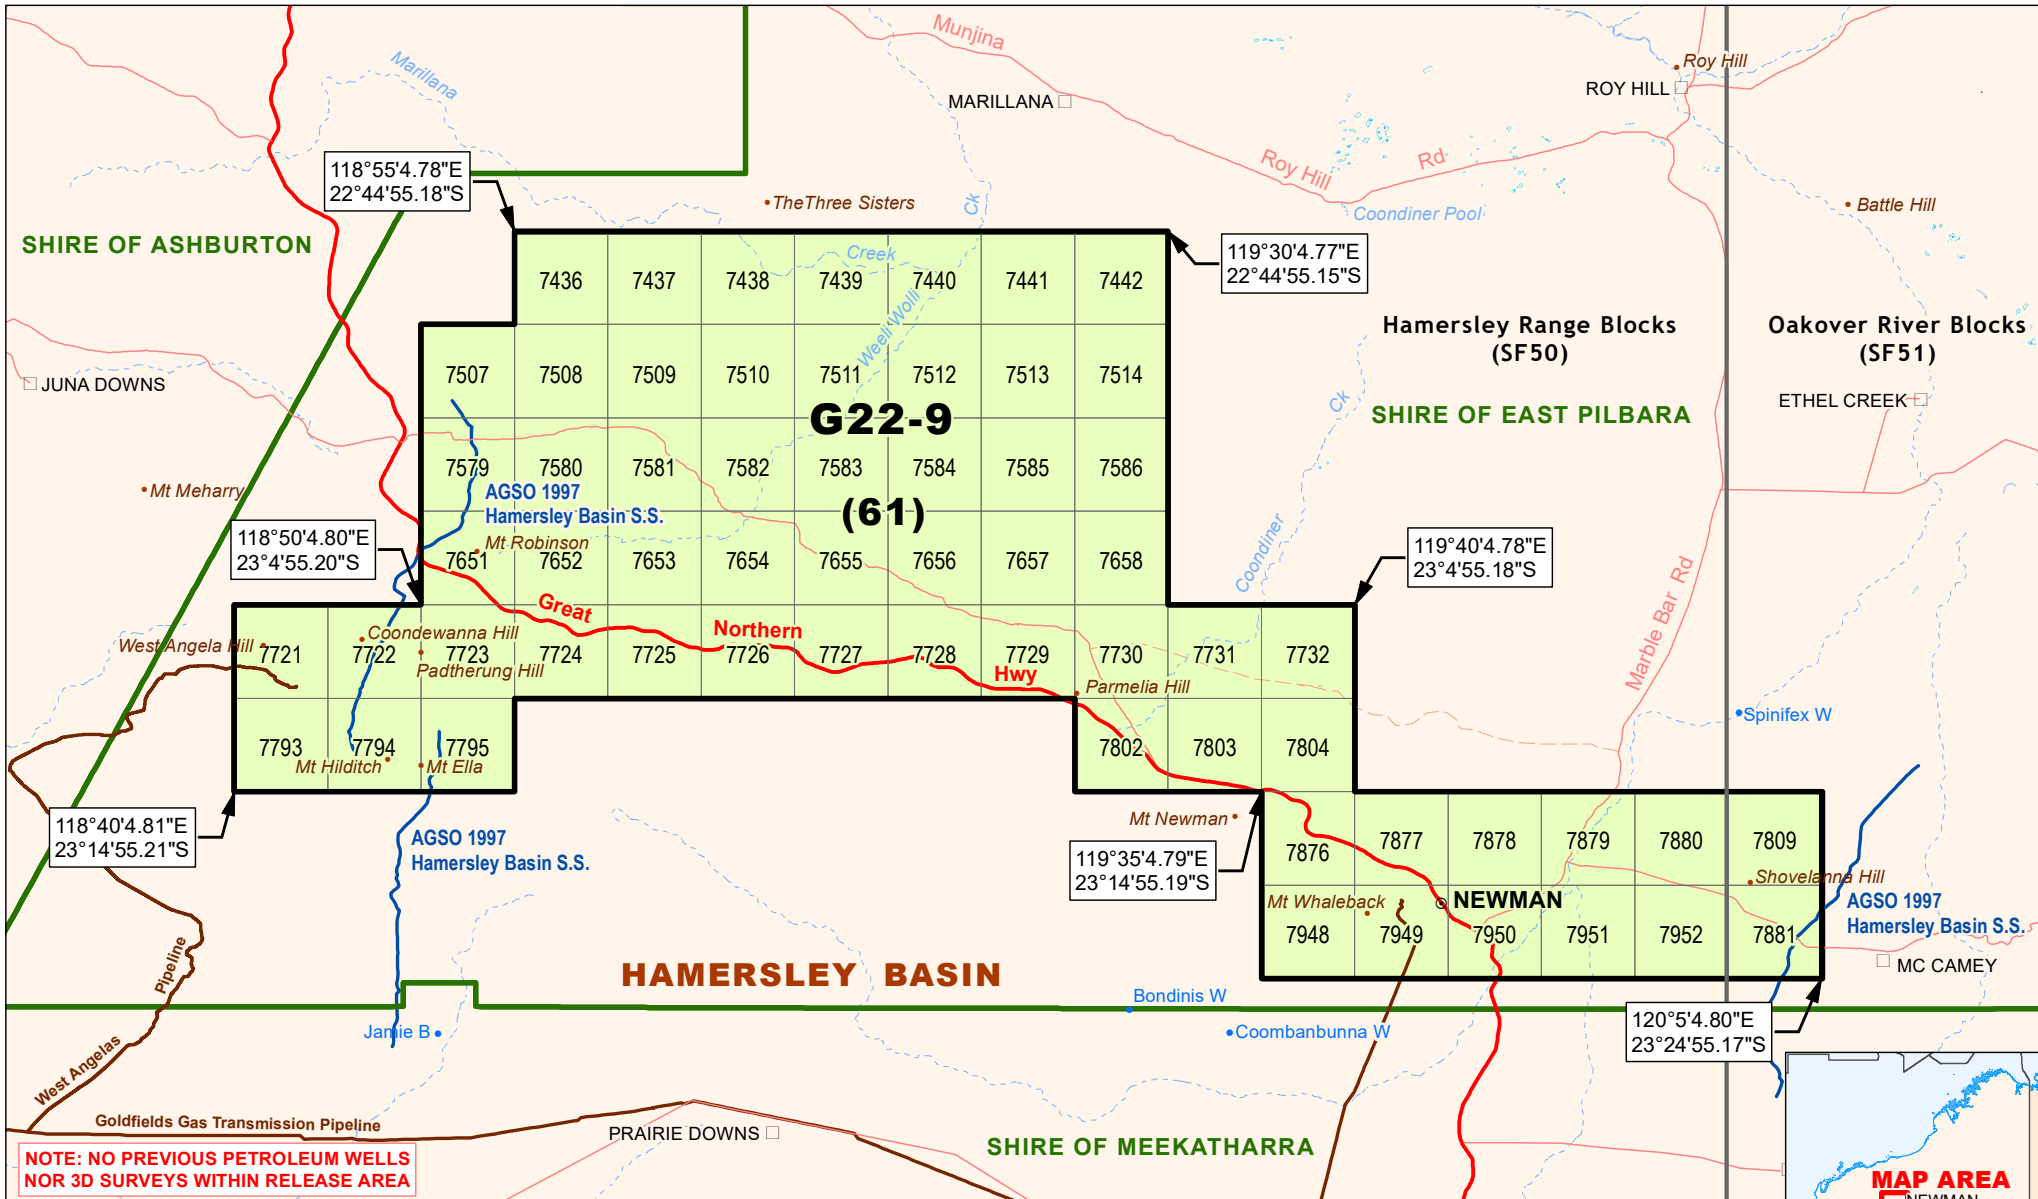 Munjina
Marillana
Roy Hill
ROY HILL
MARILLANA
Roy Hill
Rd
118°55'4.78"E
22°44'55.18"S
TheThree Sisters
Ck
Coondiner Pool
Battle Hill
SHIRE OF ASHBURTON
119°30'4.77"E
22°44'55.15"S
Creek
7436 7437 7438 7439 7440 7441 7442
Weeli Wolli
Hamersley Range Blocks
(SF50)
Oakover River Blocks
(SF51)
JUNA DOWNS
7507 7508 7509 7510 7511 7512 7513 7514
Ck
ETHEL CREEK
G22-9
SHIRE OF EAST PILBARA
7579 7580 7581 7582 7583 7584 7585 7586
Mt Meharry
AGSO 1997
Hamersley Basin S.S.
(61)
118°50'4.80"E
23°4'55.20"S
Mt Robinson
7651 7652 7653 7654 7655 7656 7657 7658
Coondiner
119°40'4.78"E
23°4'55.18"S
Marble Bar Rd
Great
Northern
Hwy
West Angela Hill
Coondewanna Hill
7721 7722 7723 7724 7725 7726 7727 7728 7729 7730 7731 7732
Padtherung Hill
Parmelia Hill
Spinifex W
7793 7794 7795 7802 7803 7804
Mt Hilditch
Mt Ella
118°40'4.81"E
23°14'55.21"S
AGSO 1997
Hamersley Basin S.S.
Mt Newman
119°35'4.79"E
23°14'55.19"S
7876 7877 7878 7879 7880 7809
Shovelanna Hill
Mt Whaleback
NEWMAN
AGSO 1997
Hamersley Basin S.S.
7948 7949 7950 7951 7952 7881
MC CAMEY
Pipeline
HAMERSLEY BASIN
Bondinis W
Jamie B
Coombanbunna W
120°5'4.80"E
23°24'55.17"S
West Angelas
Goldfields Gas Transmission Pipeline
PRAIRIE DOWNS
SHIRE OF MEEKATHARRA
NOTE: NO PREVIOUS PETROLEUM WELLS
NOR 3D SURVEYS WITHIN RELEASE AREA
MAP AREA
NEWMAN